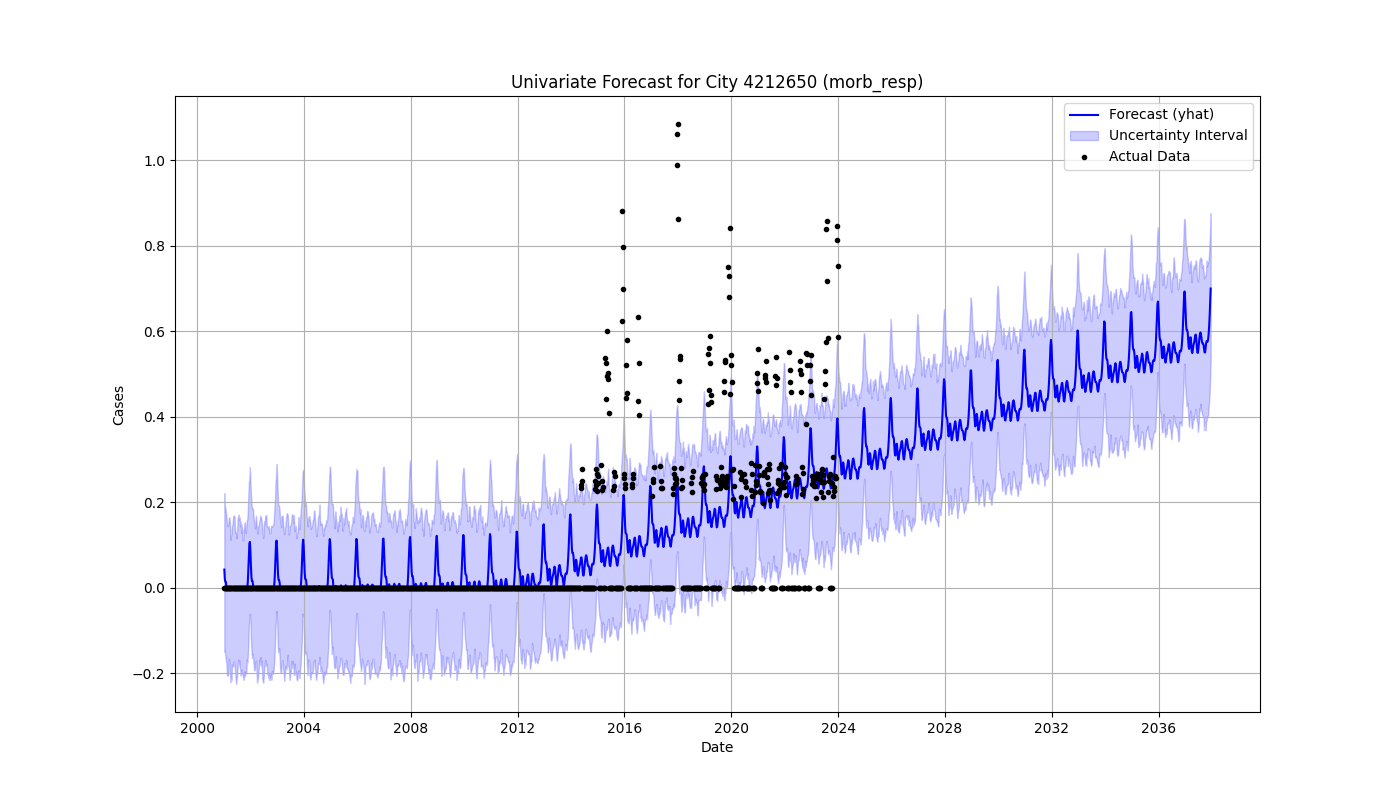 Univariate Forecast for City 4212650 (morb_resp)
Forecast (yhat)
Uncertainty Interval
Actual Data
Cases
1.0
0.8
0.6
0.4
0.2
0.0
−0.2
2000 2004 2008 2012 2016 2020 2024 2028 2032 2036
Date